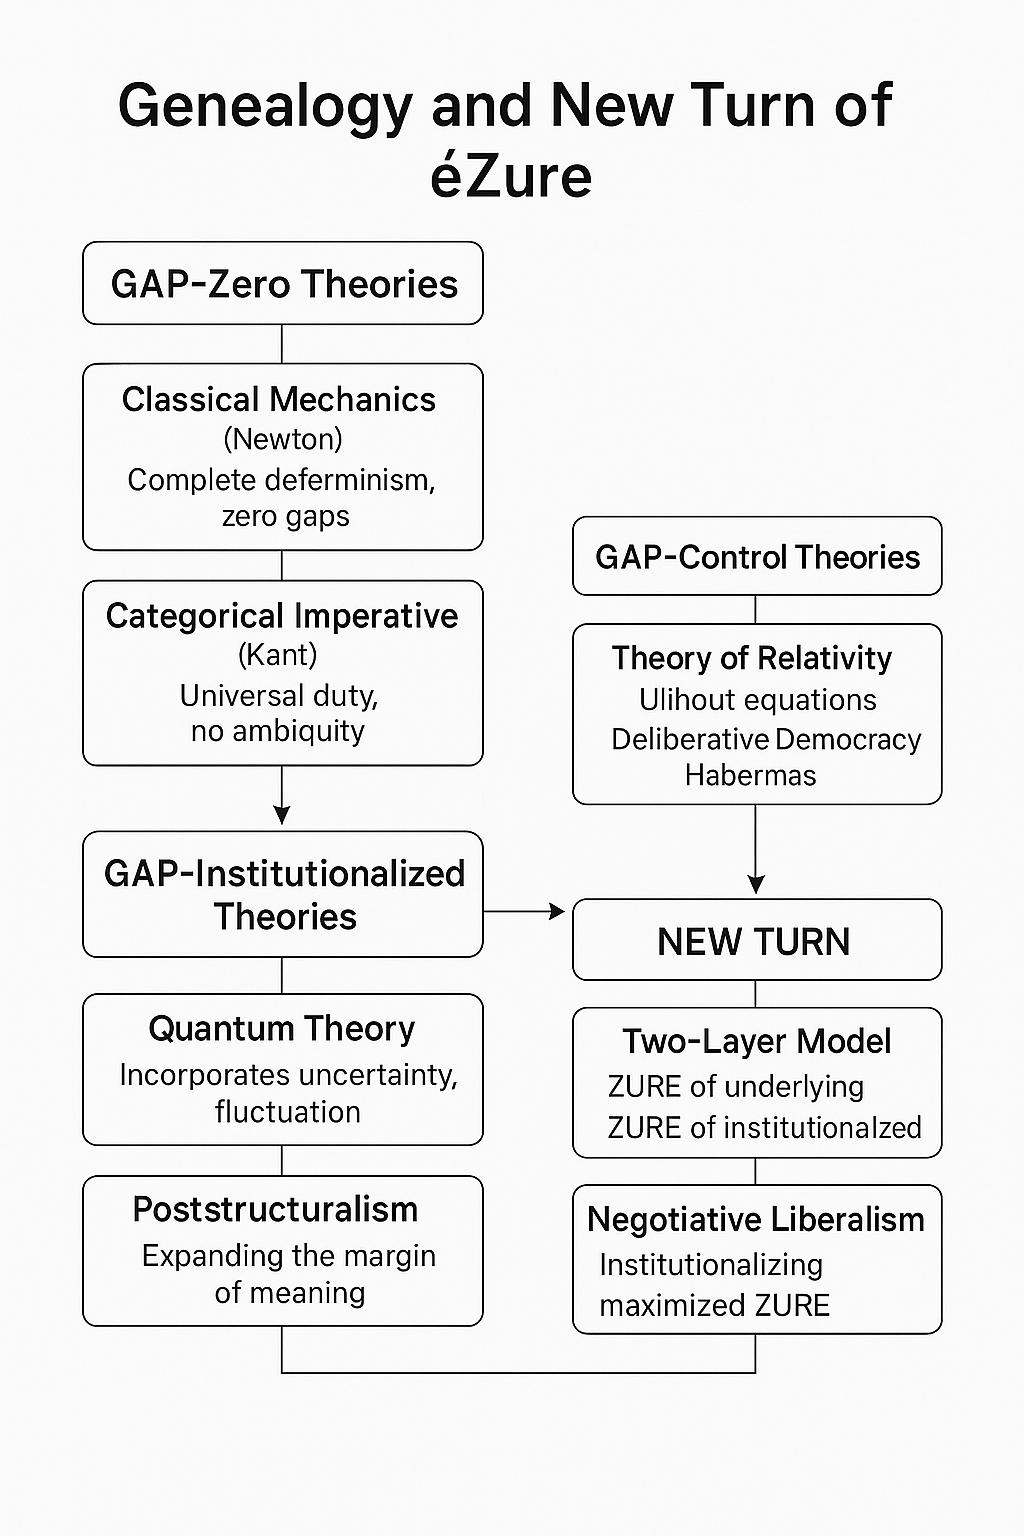 Genealogy and New Turn of
éZure
GAP-Zero Theories
Classical Mechanics
(Newton)
Complete deferminism,
zero gaps
Categorical Imperative
(Kant)
Universal duty,
no ambiquity
GAP-Institutionalized
Theories
Quantum Theory
Incorporates uncertainty,
fluctuation
Poststructuralism
Expanding the margin
of meaning
GAP-Control Theories
Theory of Relativity
Ulihout equations
Deliberative Democracy
Habermas
NEW TURN
Two-Layer Model
ZURE of underlying
ZURE of institutionalzed
Negotiative Liberalism
Institutionalizing
maximized ZURE